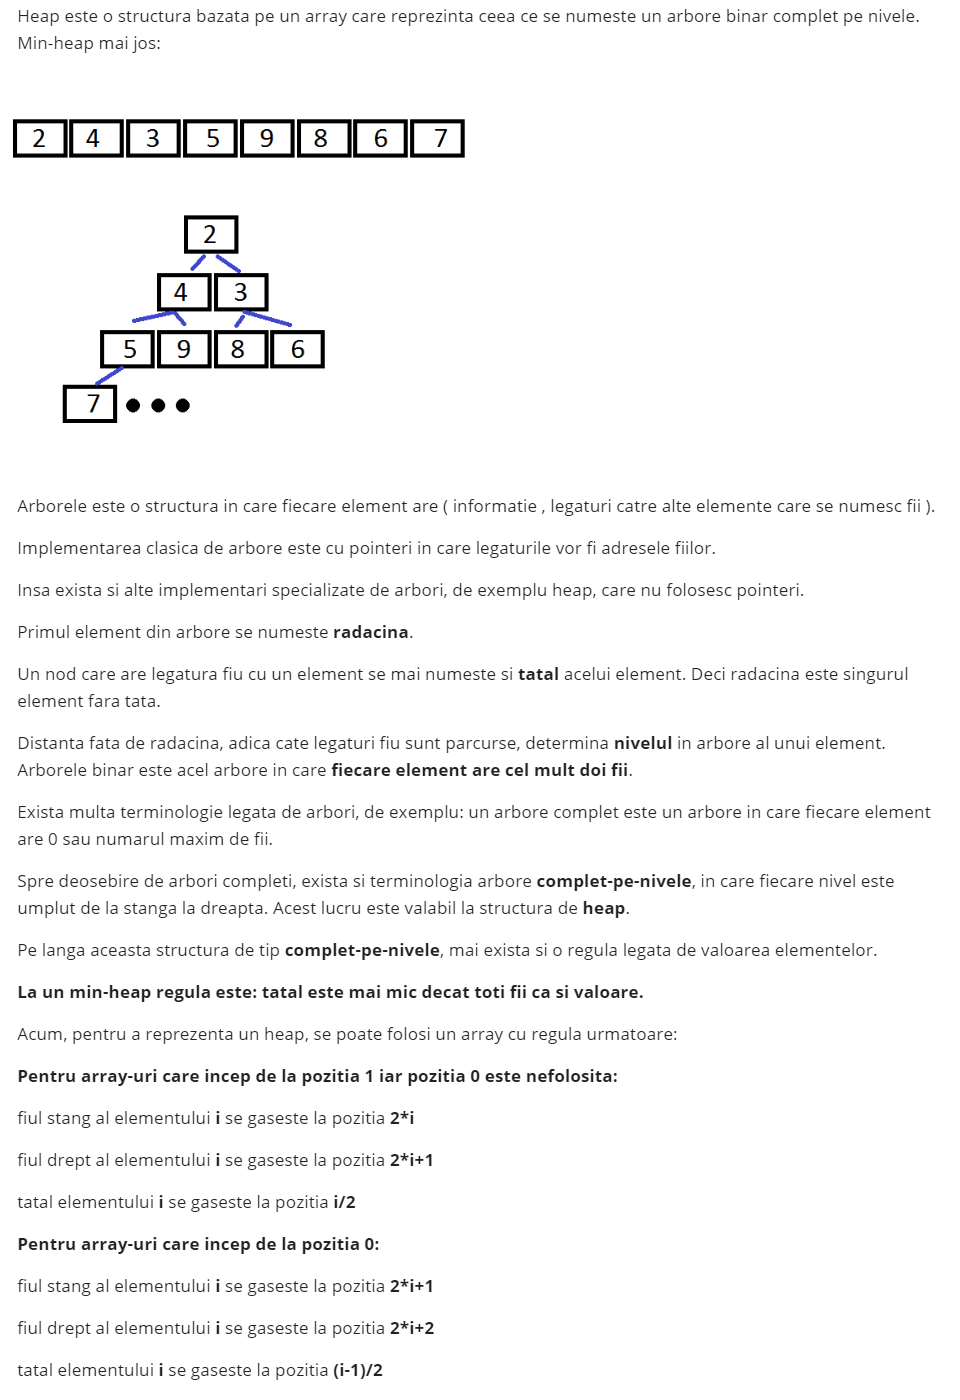 Heap este o structura bazata pe un array care reprezinta ceea ce se numeste un arbore binar complet pe nivele.
Min-heap mai jos:
2 4 3 5 9 8 6 7
2
4 3
5 9 8 6
7
Arborele este o structura in care fiecare element are ( informatie , legaturi catre alte elemente care se numesc fii ).
Implementarea clasica de arbore este cu pointeri in care legaturile vor fi adresele fiilor.
Insa exista si alte implementari specializate de arbori, de exemplu heap, care nu folosesc pointeri.
Primul element din arbore se numeste radacina.
Un nod care are legatura fiu cu un element se mai numeste si tatal acelui element. Deci radacina este singurul
element fara tata.
Distanta fata de radacina, adica cate legaturi fiu sunt parcurse, determina nivelul in arbore al unui element.
Arborele binar este acel arbore in care fiecare element are cel mult doi fii.
Exista multa terminologie legata de arbori, de exemplu: un arbore complet este un arbore in care fiecare element
are 0 sau numarul maxim de fii.
Spre deosebire de arbori completi, exista si terminologia arbore complet-pe-nivele, in care fiecare nivel este
umplut de la stanga la dreapta. Acest lucru este valabil la structura de heap.
Pe langa aceasta structura de tip complet-pe-nivele, mai exista si o regula legata de valoarea elementelor.
La un min-heap regula este: tatal este mai mic decat toti fii ca si valoare.
Acum, pentru a reprezenta un heap, se poate folosi un array cu regula urmatoare:
Pentru array-uri care incep de la pozitia 1 iar pozitia 0 este nefolosita:
fiul stang al elementului i se gaseste la pozitia 2*i
fiul drept al elementului i se gaseste la pozitia 2*i+1
tatal elementului i se gaseste la pozitia i/2
Pentru array-uri care incep de la pozitia 0:
fiul stang al elementului i se gaseste la pozitia 2*i+1
fiul drept al elementului i se gaseste la pozitia 2*i+2
tatal elementului i se gaseste la pozitia (i-1)/2